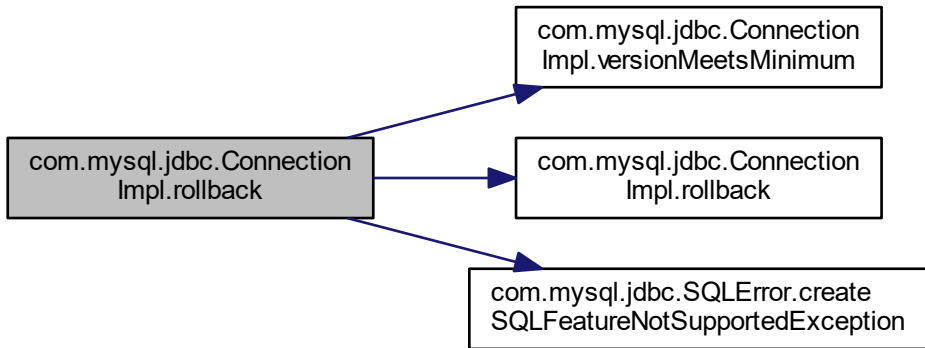 com.mysql.jdbc.Connection
Impl.versionMeetsMinimum
com.mysql.jdbc.Connection
Impl.rollback
com.mysql.jdbc.Connection
Impl.rollback
com.mysql.jdbc.SQLError.create
SQLFeatureNotSupportedException